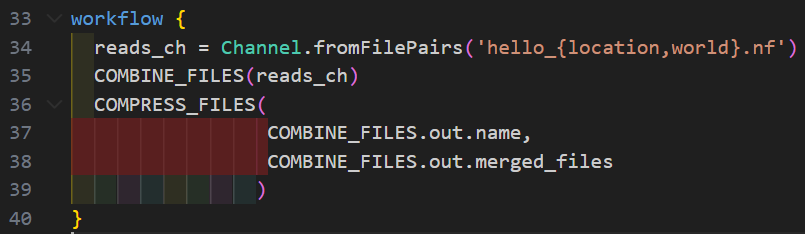 33 workflow {
34 reads_ch = Channel.fromFilePairs('hello_{location,world}.nf')
35 COMBINE_FILES(reads_ch)
36 COMPRESS_FILES(
37 COMBINE_FILES.out.name,
38 COMBINE_FILES.out.merged_files
39 )
40 }